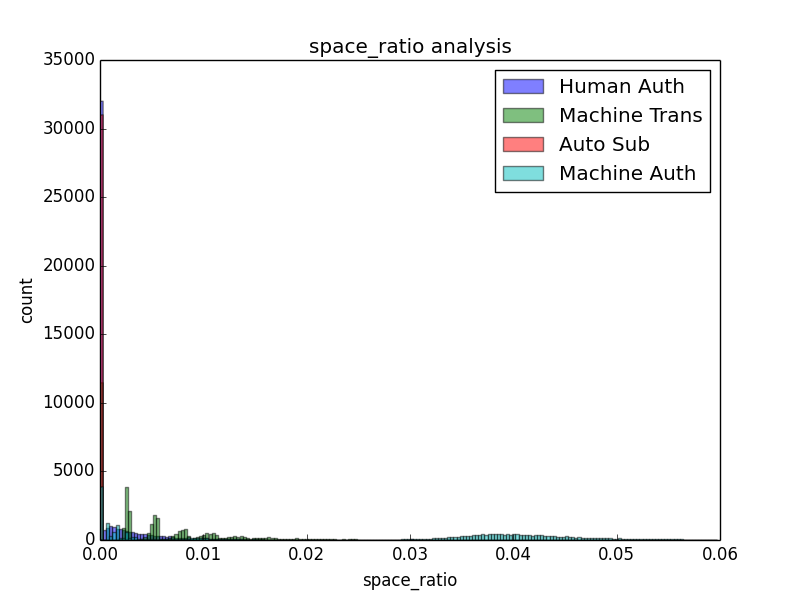 space_ratio analysis
35000
30000
25000
20000
15000
10000
5000
0
count
Human Auth
Machine Trans
Auto Sub
Machine Auth
0.00 0.01 0.02 0.03 0.04 0.05 0.06
space_ratio